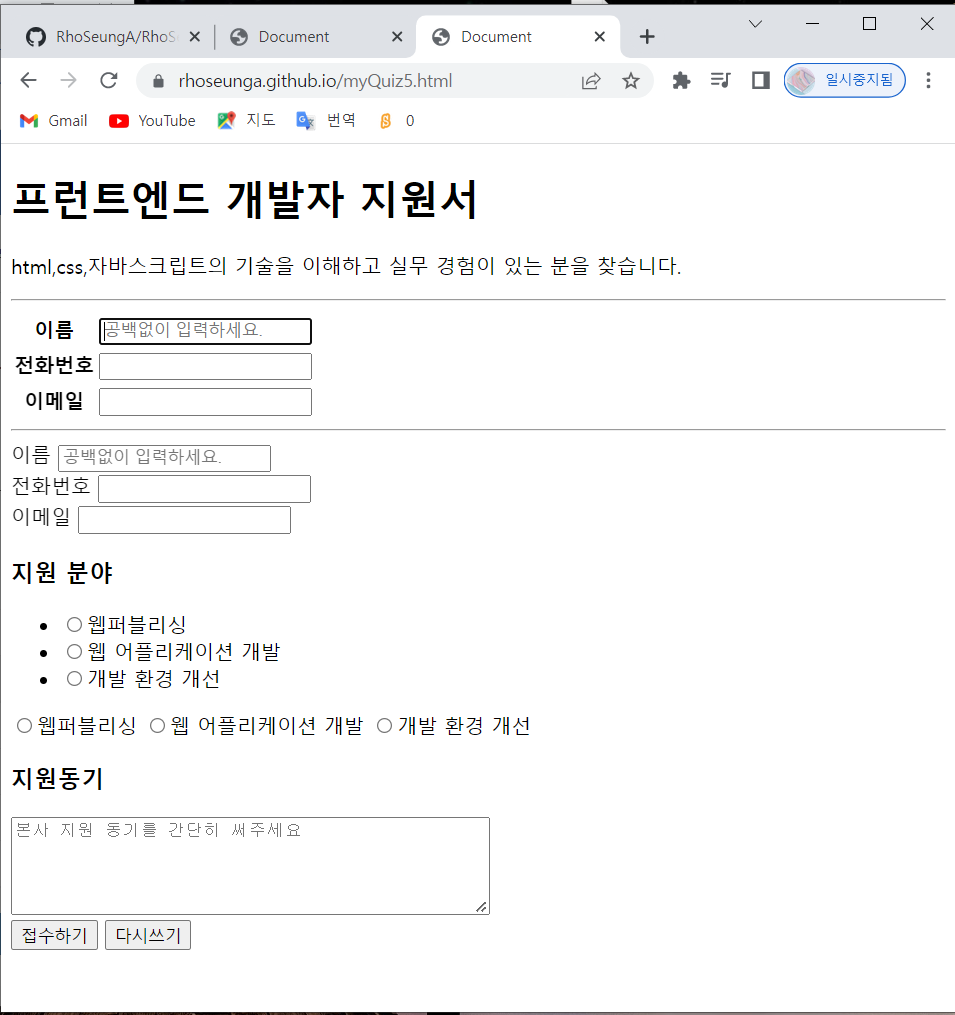 RhoSeungA/RhoS
Document
Document
rhoseunga.github.io/myQuiz5.html
일시중지됨
Gmail YouTube 지도 번역 0
프런트엔드 개발자 지원서
html,css,자바스크립트의 기술을 이해하고 실무 경험이 있는 분을 찾습니다.
이름 공백없이 입력하세요.
전화번호
이메일
이름 공백없이 입력하세요.
전화번호
이메일
지원 분야
웹퍼블리싱
웹 어플리케이션 개발
개발 환경 개선
웹퍼블리싱 웹 어플리케이션 개발 개발 환경 개선
지원동기
본사 지원 동기를 간단히 써주세요
접수하기 다시쓰기